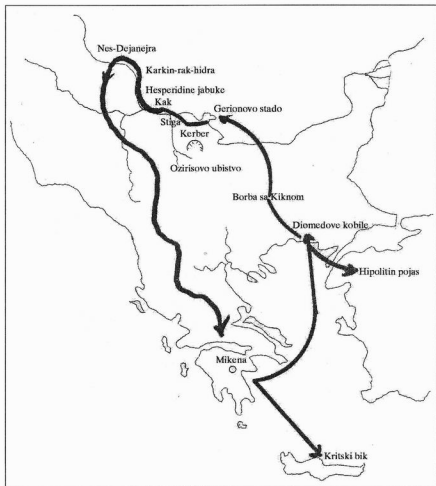 Nes-Dejanejra
Karkin-rak-hidra
Hesperidine jabuke
Kak
Gerionovo stado
Stiga
Kerber
Ozirisovo ubistvo
Borba sa Kiknom
Diomedove kobile
Hipolitin pojas
Mikena
Kritski bik